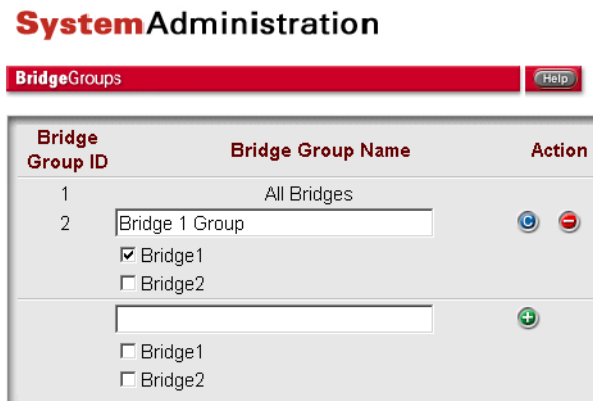 SystemAdministration
BridgeGroups Help
Bridge Group ID Bridge Group Name Action
1 All Bridges
2 Bridge 1 Group C
Bridge1
Bridge2
Bridge1
Bridge2